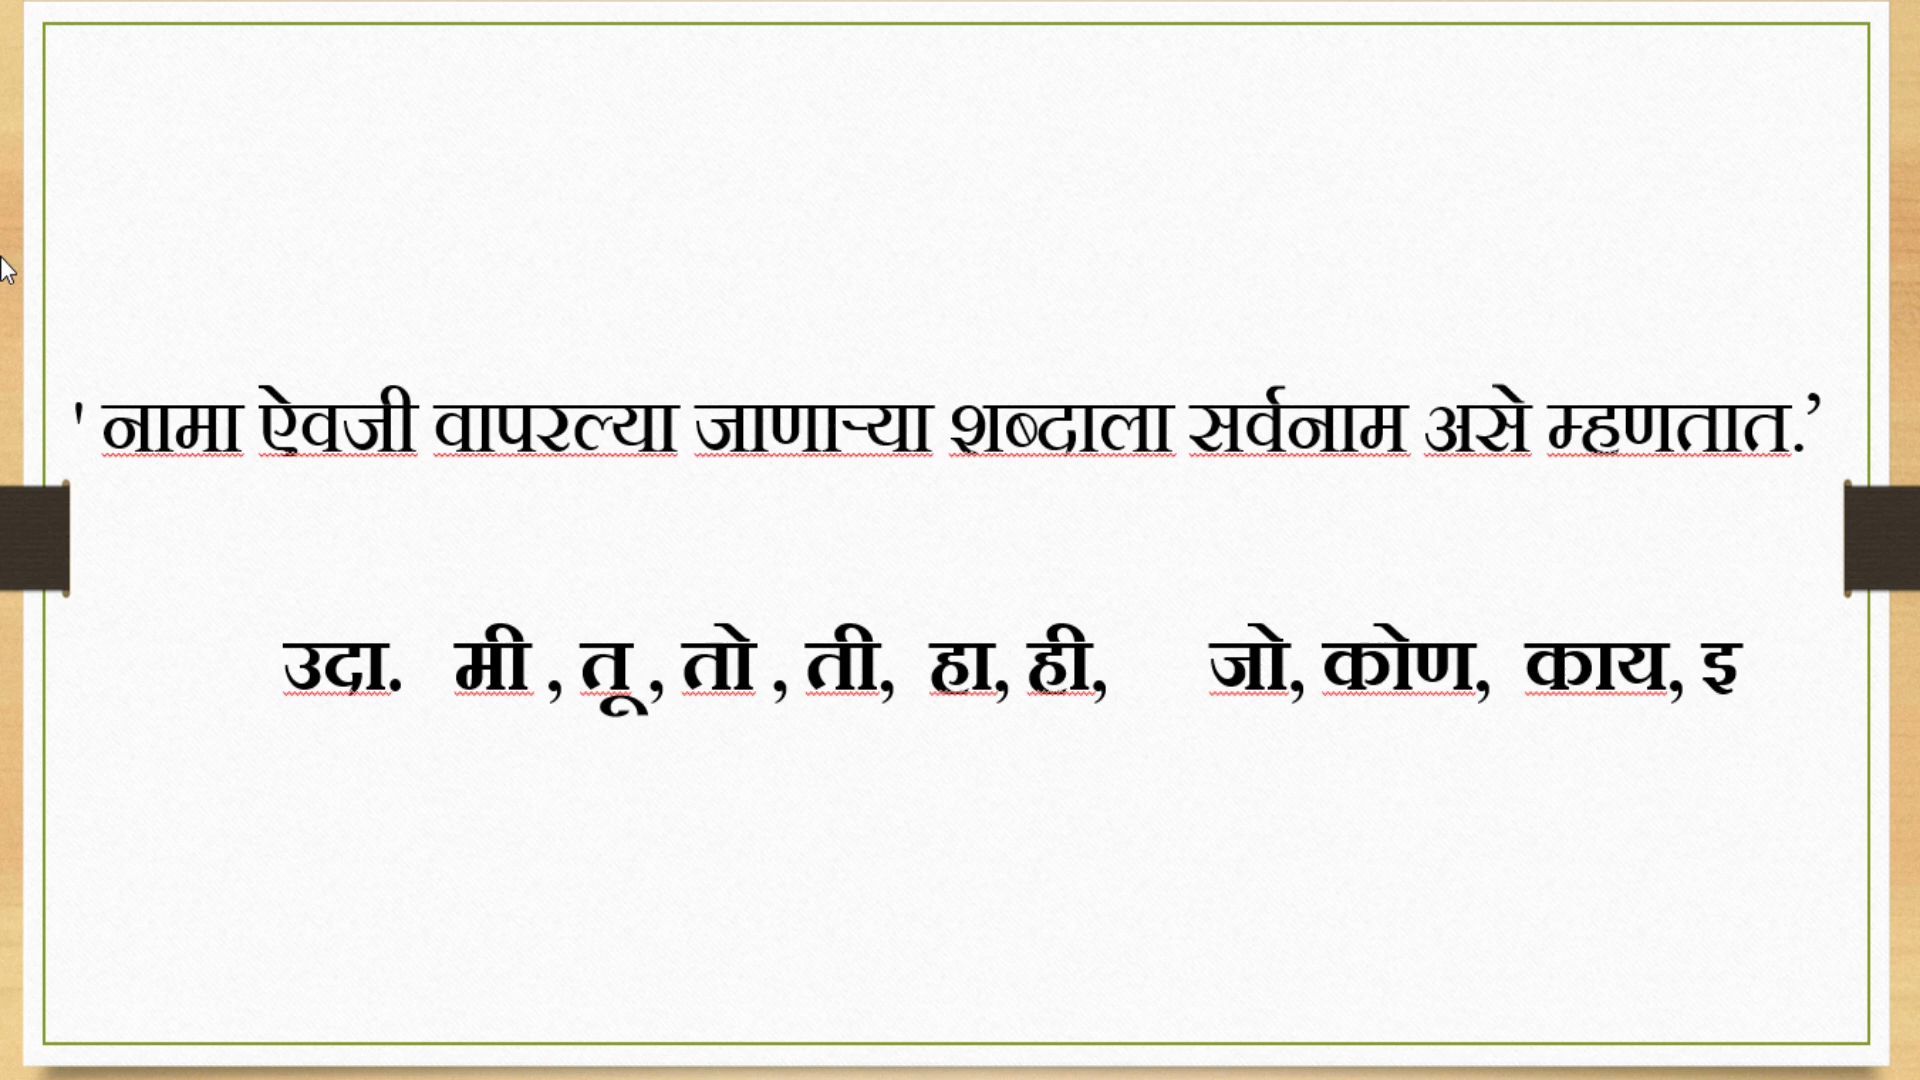 ' नामा ऐवजी वापरल्या जाणाऱ्या शब्दाला सर्वनाम असे म्हणतात.’
उदा. मी , तू , तो , ती, हा, ही, जो, कोण, काय, इ